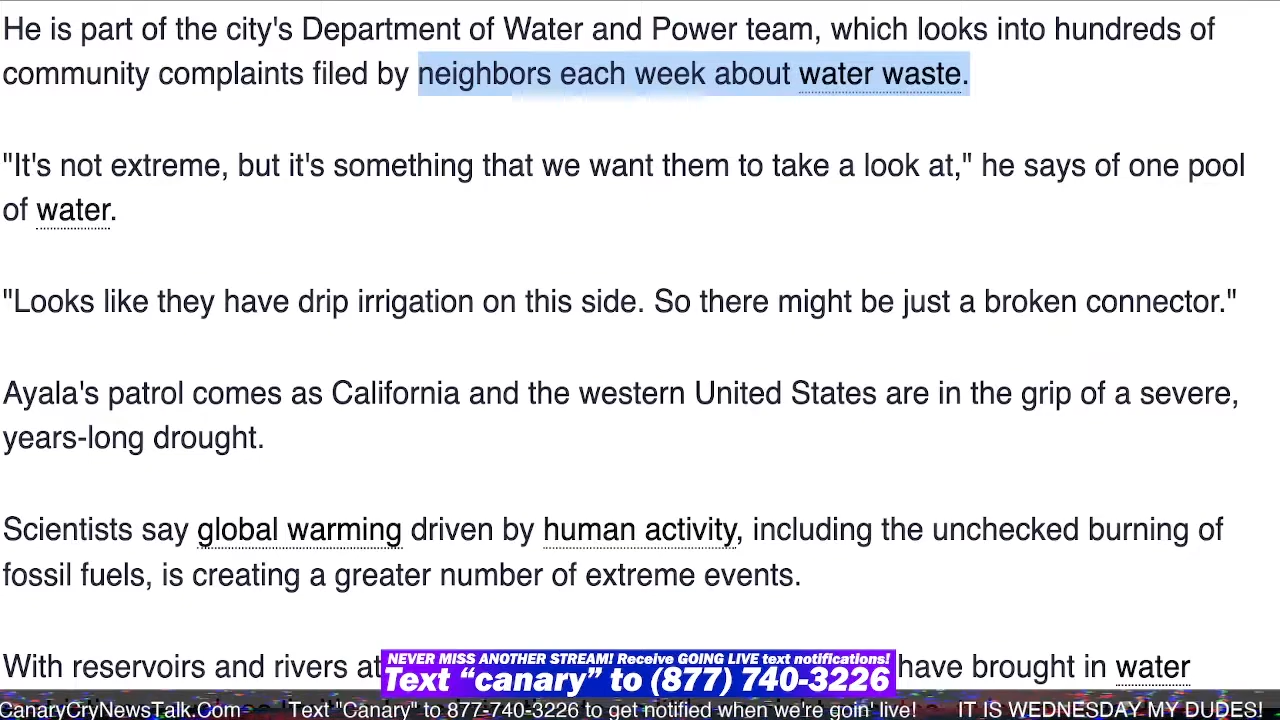 He is part of the city's Department of Water and Power team, which looks into hundreds of
community complaints filed by neighbors each week about water waste.
"It's not extreme, but it's something that we want them to take a look at," he says of one pool
of water.
"Looks like they have drip irrigation on this side. So there might be just a broken connector."
Ayala's patrol comes as California and the western United States are in the grip of a severe,
years-long drought.
Scientists say global warming driven by human activity, including the unchecked burning of
fossil fuels, is creating a greater number of extreme events.
With reservoirs and rivers at have brought in water
NEVER MISS ANOTHER STREAM! Receive GOING LIVE text notifications!
Text “canary” to (877) 740-3226
CanaryCryNewsTalk.Com Text "Canary" to 877-740-3226 to get notified when we're goin' live! IT IS WEDNESDAY MY DUDES!